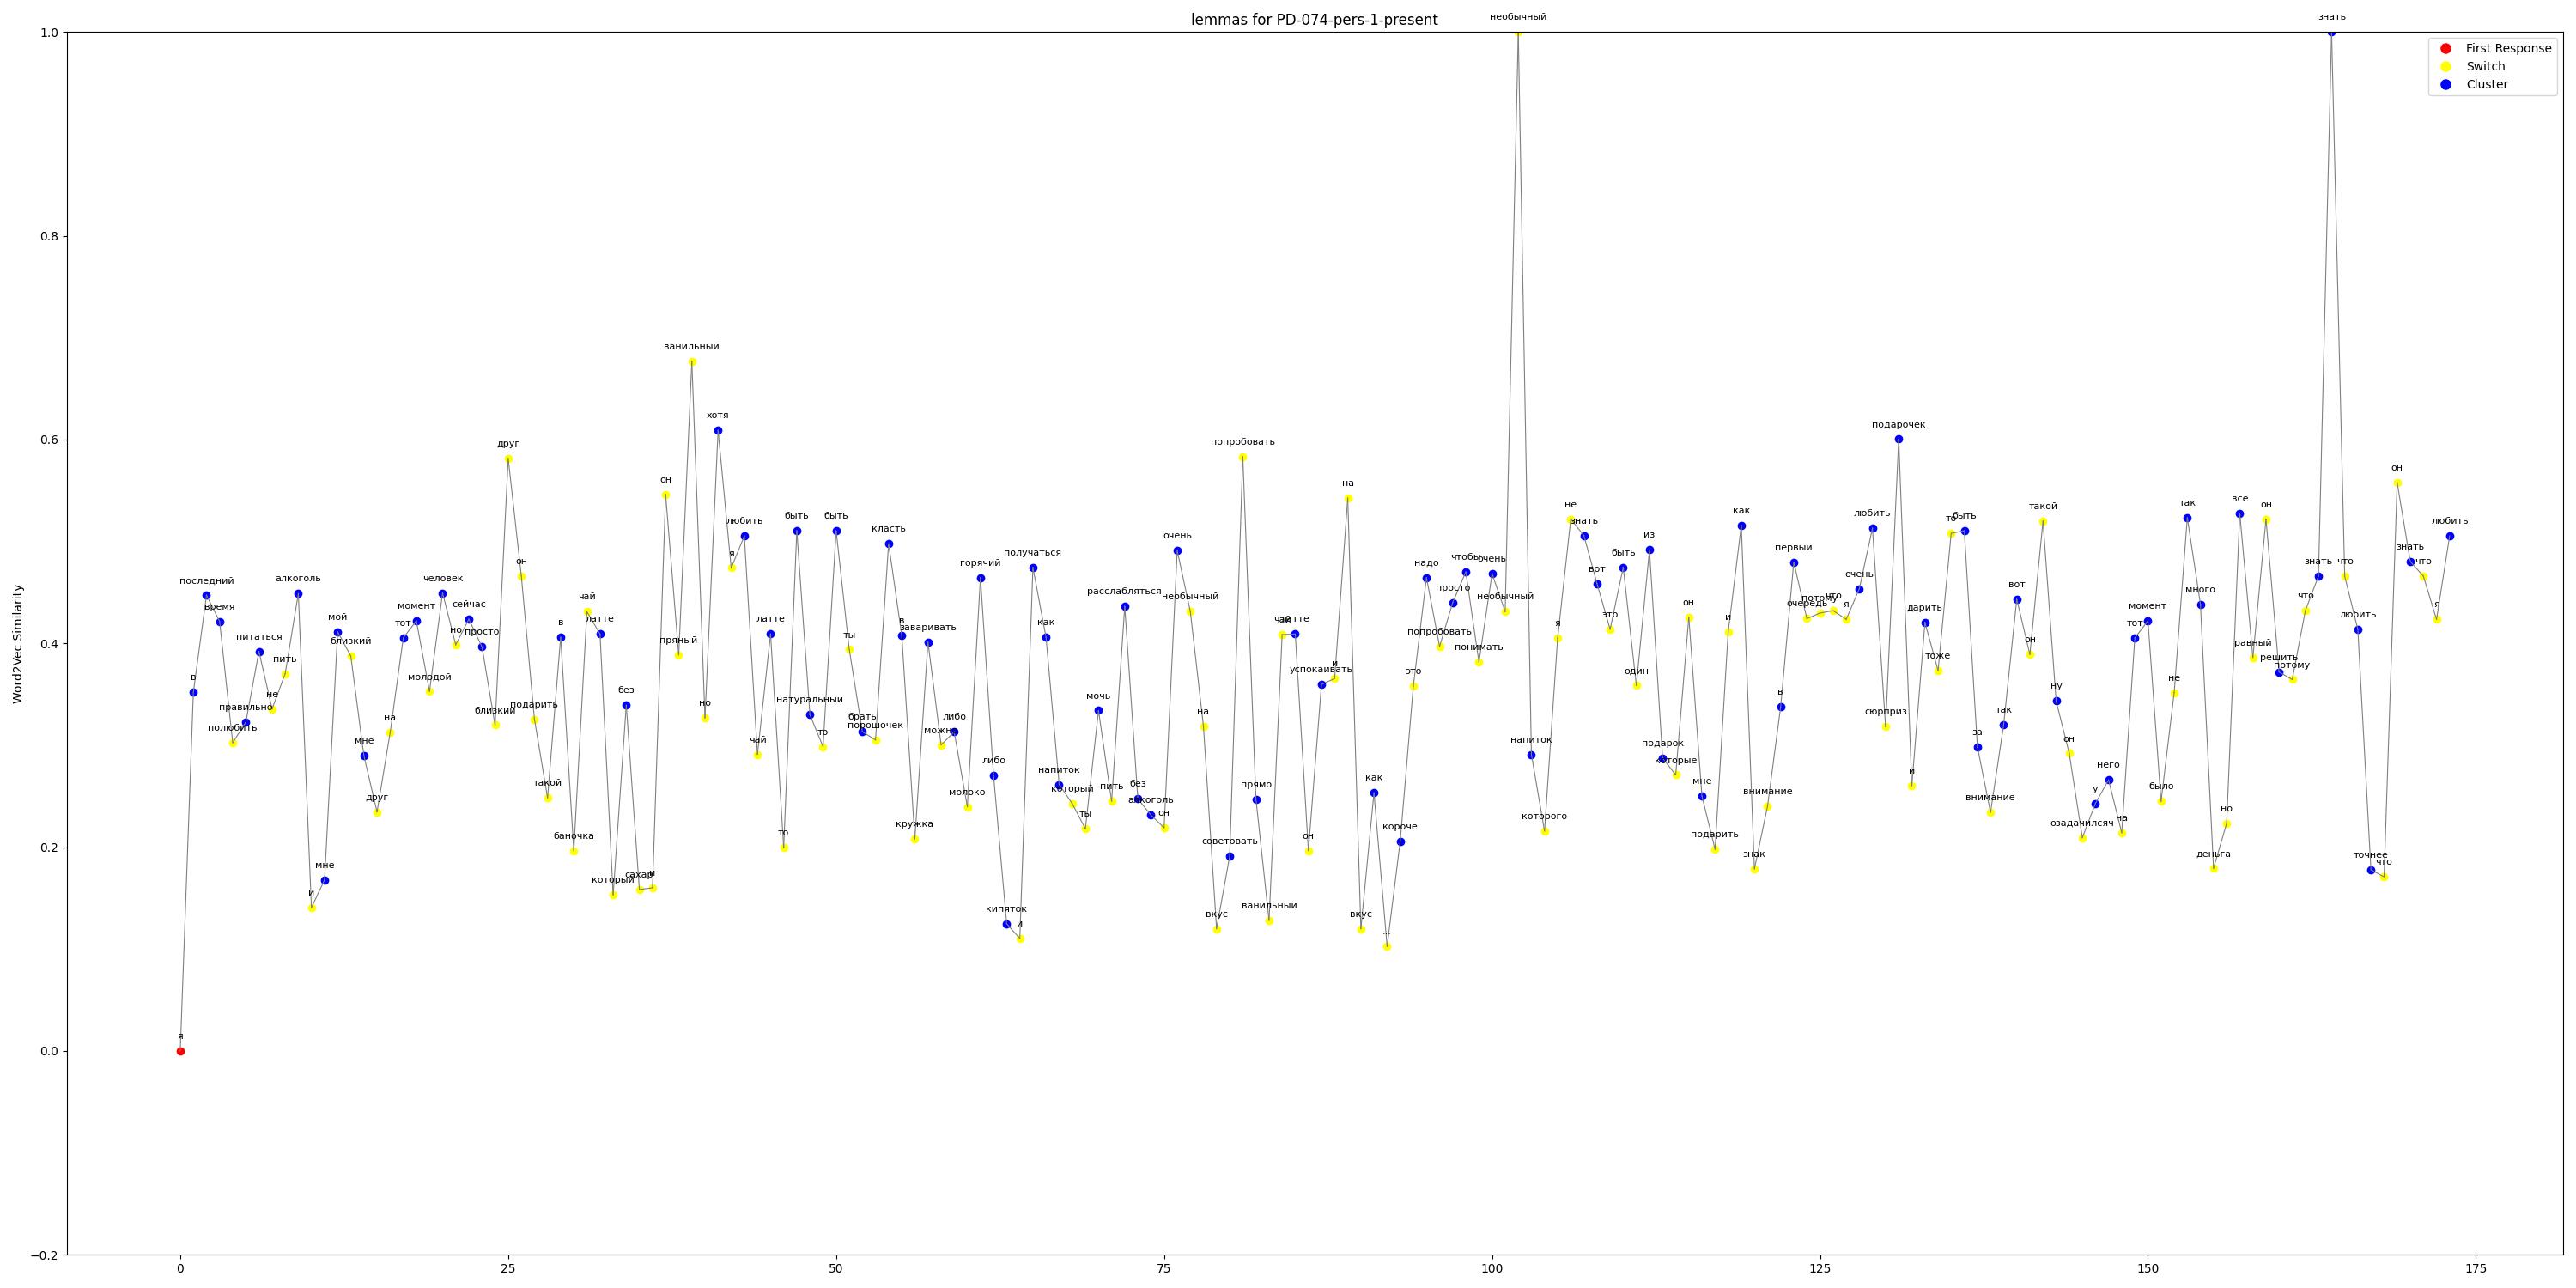 lemmas for PD-074-pers-1-present
First Response
Switch
Cluster
Word2Vec Similarity
1.0
0.8
0.6
0.4
0.2
0.0
−0.2
0
25
50
75
100
125
150
175
я
в
последний
время
полюбить
правильно
питаться
не
пить
алкоголь
и
мне
мой
близкий
мне
друг
на
тот
момент
молодой
человек
но
сейчас
просто
близкий
друг
он
подарить
такой
в
баночка
чай
латте
который
без
сахар
и
он
пряный
ванильный
но
хотя
я
любить
чай
латте
то
быть
натуральный
то
быть
ты
брать
порошочек
класть
в
кружка
заваривать
можно
либо
молоко
горячий
либо
кипяток
и
получаться
как
напиток
который
ты
мочь
пить
расслабляться
без
алкоголь
он
очень
необычный
на
вкус
советовать
попробовать
прямо
ванильный
чай
латте
он
успокаивать
и
на
вкус
как
...
короче
это
надо
попробовать
просто
чтобы
понимать
очень
необычный
необычный
напиток
которого
я
не
знать
вот
это
быть
один
из
подарок
которые
он
мне
подарить
и
как
знак
внимание
в
первый
очередь
потому
что
я
очень
любить
сюрприз
подарочек
и
дарить
тоже
то
быть
за
внимание
так
вот
он
такой
ну
он
озадачилсяч
у
него
на
тот
момент
было
не
так
много
деньга
но
все
равный
он
решить
потому
что
знать
знать
что
любить
точнее
что
он
знать
что
я
любить